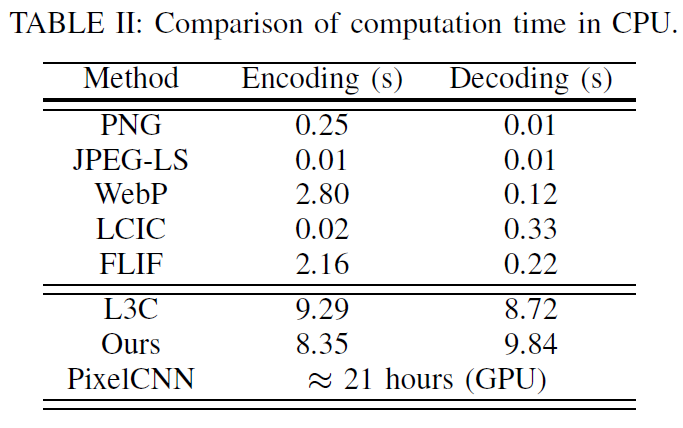 TABLE II: Comparison of computation time in CPU.
Method Encoding (s) Decoding (s)
PNG 0.25 0.01
JPEG-LS 0.01 0.01
WebP 2.80 0.12
LCIC 0.02 0.33
FLIF 2.16 0.22
L3C 9.29 8.72
Ours 8.35 9.84
PixelCNN ≈ 21 hours (GPU)